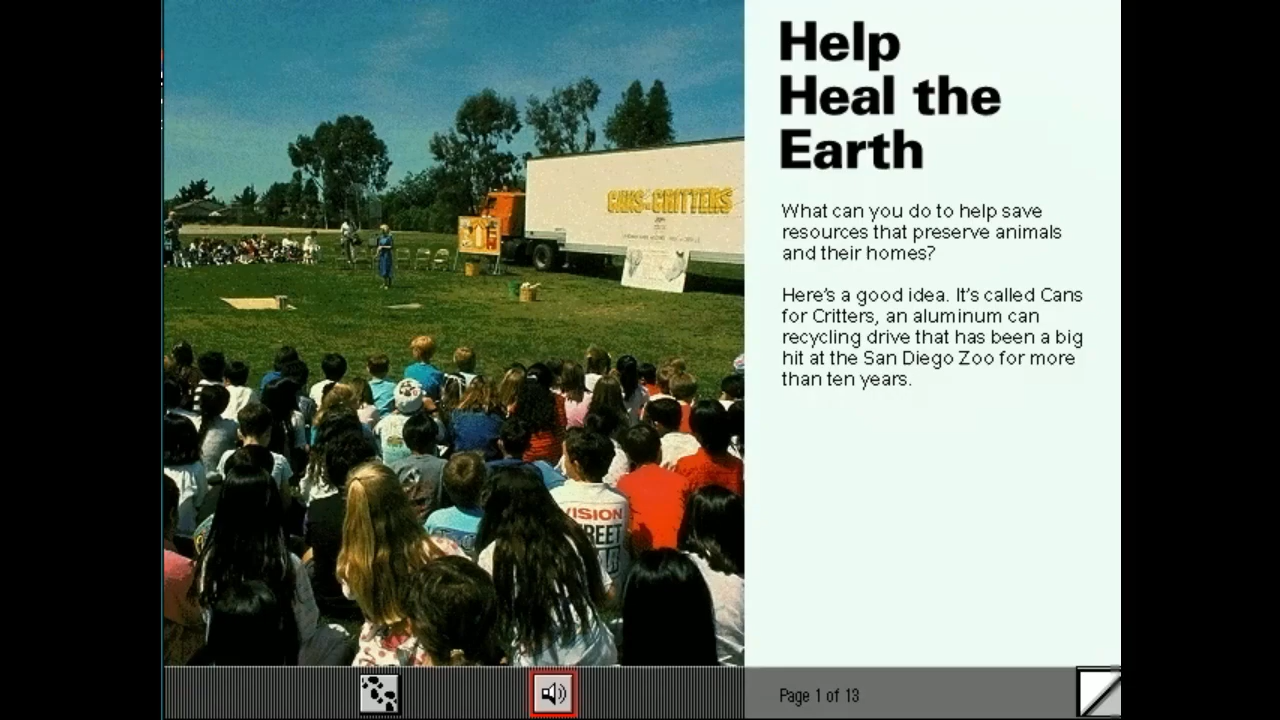 Help
Heal the
Earth
What can you do to help save
resources that preserve animals
and their homes?
Here's a good idea. It's called Cans
for Critters, an aluminum can
recycling drive that has been a big
hit at the San Diego Zoo for more
than ten years.
CANS for CRITTERS
VISION
STREET
Page 1 of 13